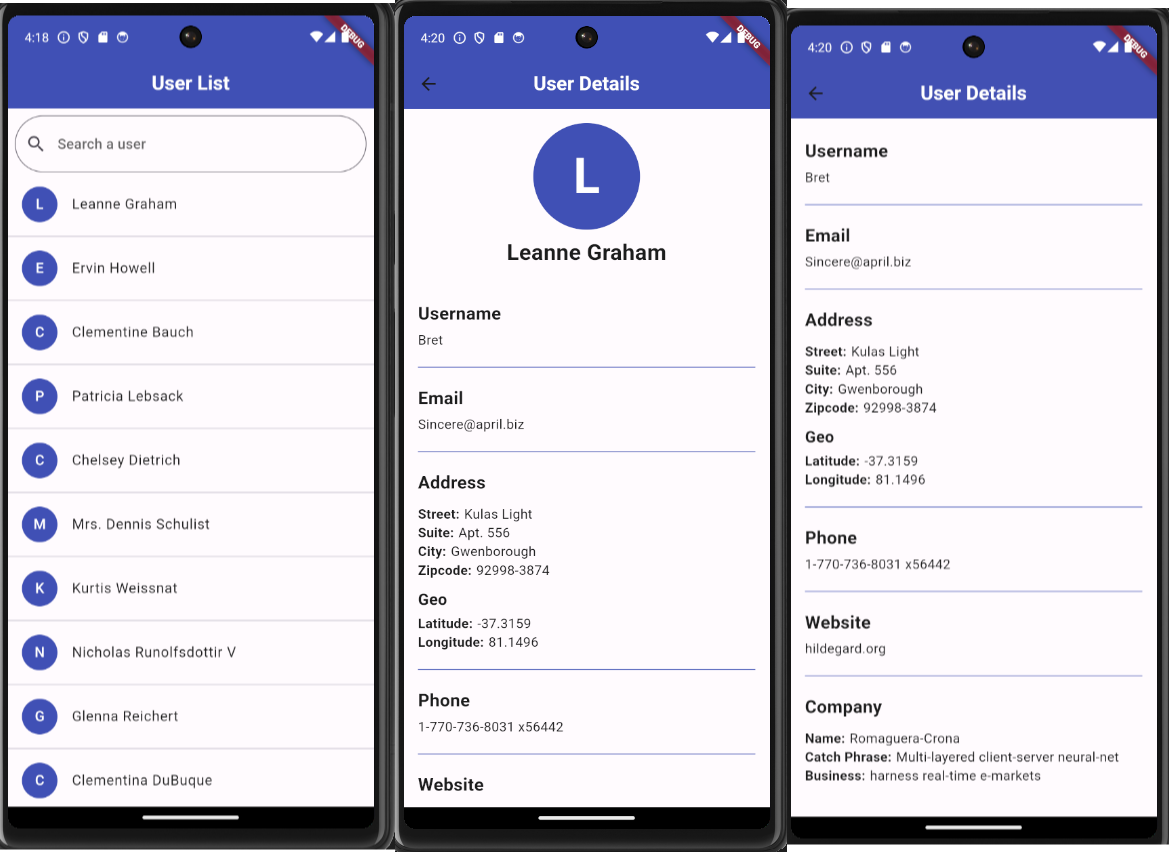 4:18
DEBUG
User List
Search a user
L Leanne Graham
E Ervin Howell
C Clementine Bauch
P Patricia Lebsack
C Chelsey Dietrich
M Mrs. Dennis Schulist
K Kurtis Weissnat
N Nicholas Runolfsdottir V
G Glenna Reichert
C Clementina DuBuque
4:20
DEBUG
User Details
L
Leanne Graham
Username
Bret
Email
Sincere@april.biz
Address
Street: Kulas Light
Suite: Apt. 556
City: Gwenborough
Zipcode: 92998-3874
Geo
Latitude: -37.3159
Longitude: 81.1496
Phone
1-770-736-8031 x56442
Website
4:20
DEBUG
User Details
Username
Bret
Email
Sincere@april.biz
Address
Street: Kulas Light
Suite: Apt. 556
City: Gwenborough
Zipcode: 92998-3874
Geo
Latitude: -37.3159
Longitude: 81.1496
Phone
1-770-736-8031 x56442
Website
hildegard.org
Company
Name: Romaguera-Crona
Catch Phrase: Multi-layered client-server neural-net
Business: harness real-time e-markets